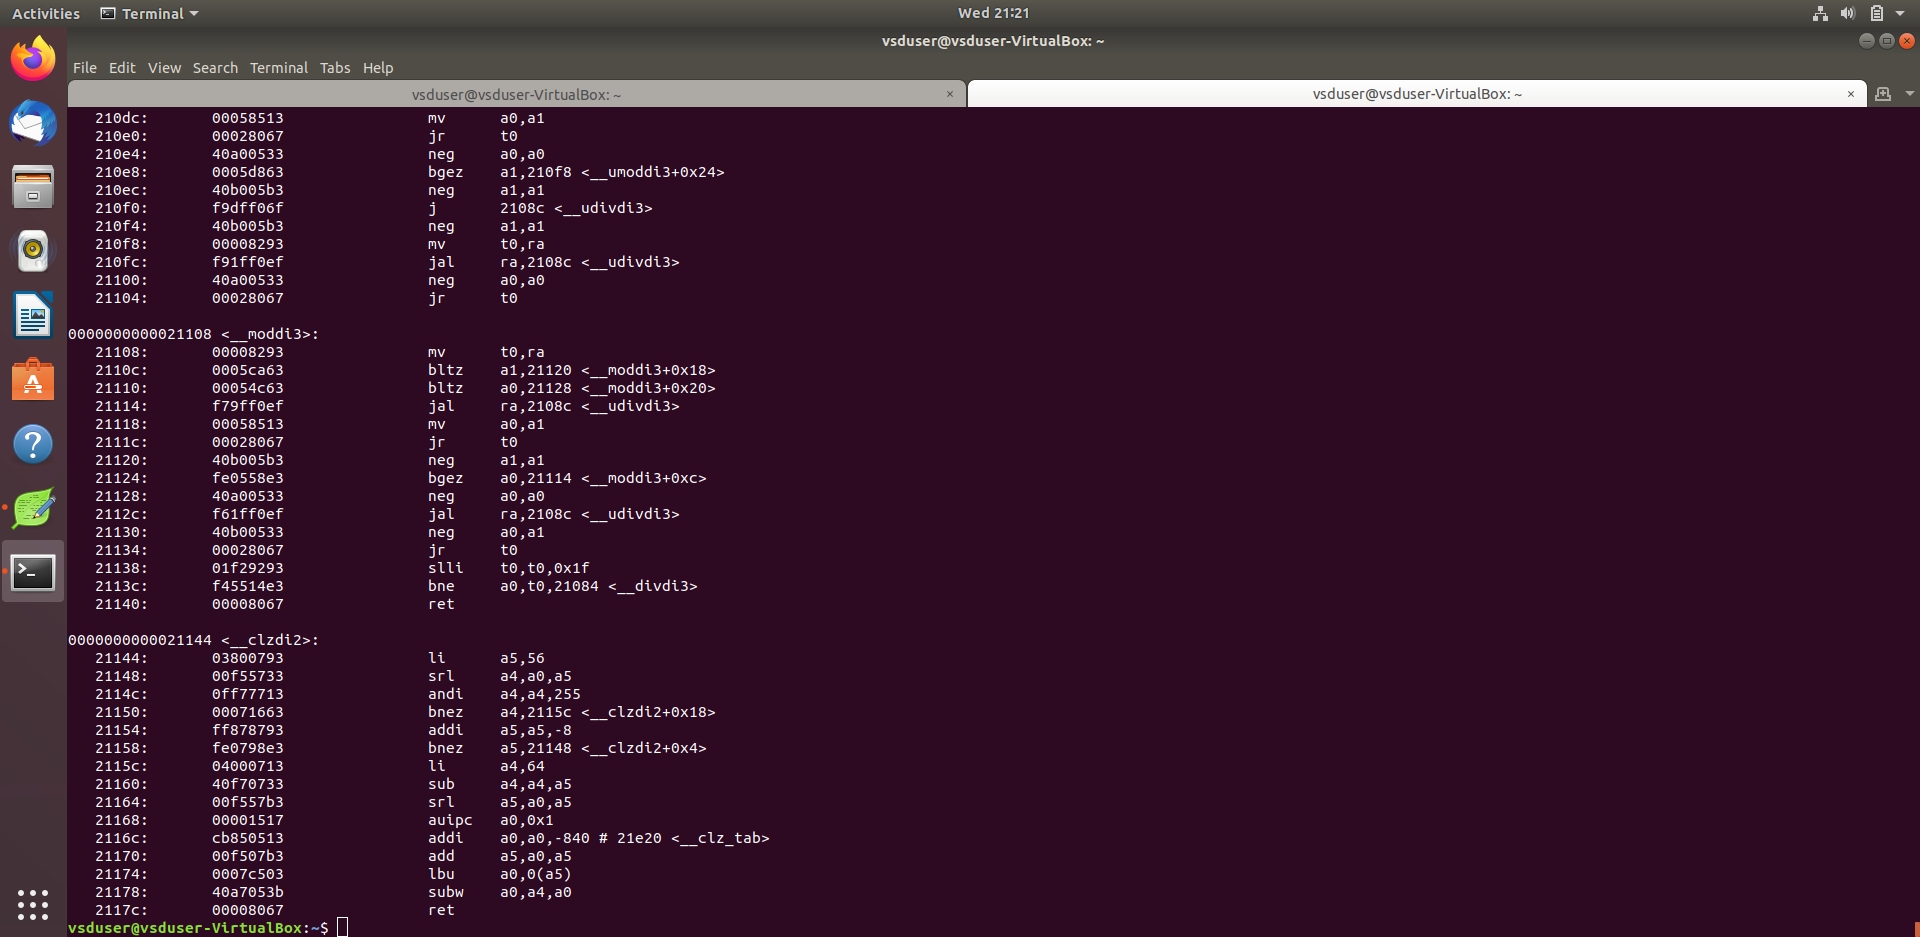 Activities Terminal Wed 21:21
vsduser@vsduser-VirtualBox: ~
File Edit View Search Terminal Tabs Help
vsduser@vsduser-VirtualBox: ~ × vsduser@vsduser-VirtualBox: ~ ×
210dc: 00058513 mv a0,a1
210e0: 00028067 jr t0
210e4: 40a00533 neg a0,a0
210e8: 0005d863 bgez a1,210f8 <__umoddi3+0x24>
210ec: 40b005b3 neg a1,a1
210f0: f9dff06f j 2108c <__udivdi3>
210f4: 40b005b3 neg a1,a1
210f8: 00008293 mv t0,ra
210fc: f91ff0ef jal ra,2108c <__udivdi3>
21100: 40a00533 neg a0,a0
21104: 00028067 jr t0
0000000000021108 <__moddi3>:
21108: 00008293 mv t0,ra
2110c: 0005ca63 bltz a1,21120 <__moddi3+0x18>
21110: 00054c63 bltz a0,21128 <__moddi3+0x20>
21114: f79ff0ef jal ra,2108c <__udivdi3>
21118: 00058513 mv a0,a1
2111c: 00028067 jr t0
21120: 40b005b3 neg a1,a1
21124: fe0558e3 bgez a0,21114 <__moddi3+0xc>
21128: 40a00533 neg a0,a0
2112c: f61ff0ef jal ra,2108c <__udivdi3>
21130: 40b00533 neg a0,a1
21134: 00028067 jr t0
21138: 01f29293 slli t0,t0,0x1f
2113c: f45514e3 bne a0,t0,21084 <__divdi3>
21140: 00008067 ret
0000000000021144 <__clzdi2>:
21144: 03800793 li a5,56
21148: 00f55733 srl a4,a0,a5
2114c: 0ff77713 andi a4,a4,255
21150: 00071663 bnez a4,2115c <__clzdi2+0x18>
21154: ff878793 addi a5,a5,-8
21158: fe0798e3 bnez a5,21148 <__clzdi2+0x4>
2115c: 04000713 li a4,64
21160: 40f70733 sub a4,a4,a5
21164: 00f557b3 srl a5,a0,a5
21168: 00001517 auipc a0,0x1
2116c: cb850513 addi a0,a0,-840 # 21e20 <__clz_tab>
21170: 00f507b3 add a5,a0,a5
21174: 0007c503 lbu a0,0(a5)
21178: 40a7053b subw a0,a4,a0
2117c: 00008067 ret
vsduser@vsduser-VirtualBox:~$